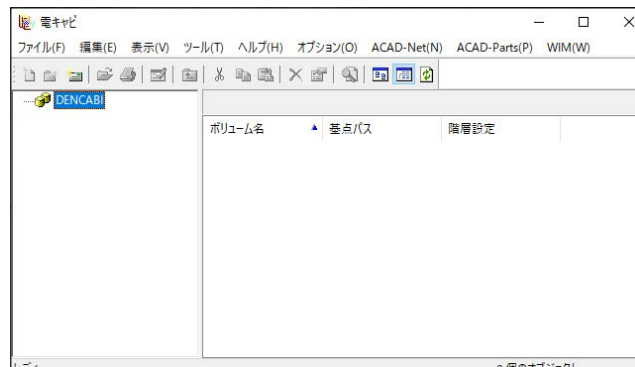 電キャビ
ファイル(F) 編集(E) 表示(V) ツール(T) ヘルプ(H) オプション(O) ACAD-Net(N) ACAD-Parts(P) WIM(W)
DENCABI
ボリューム名 基点パス 階層設定